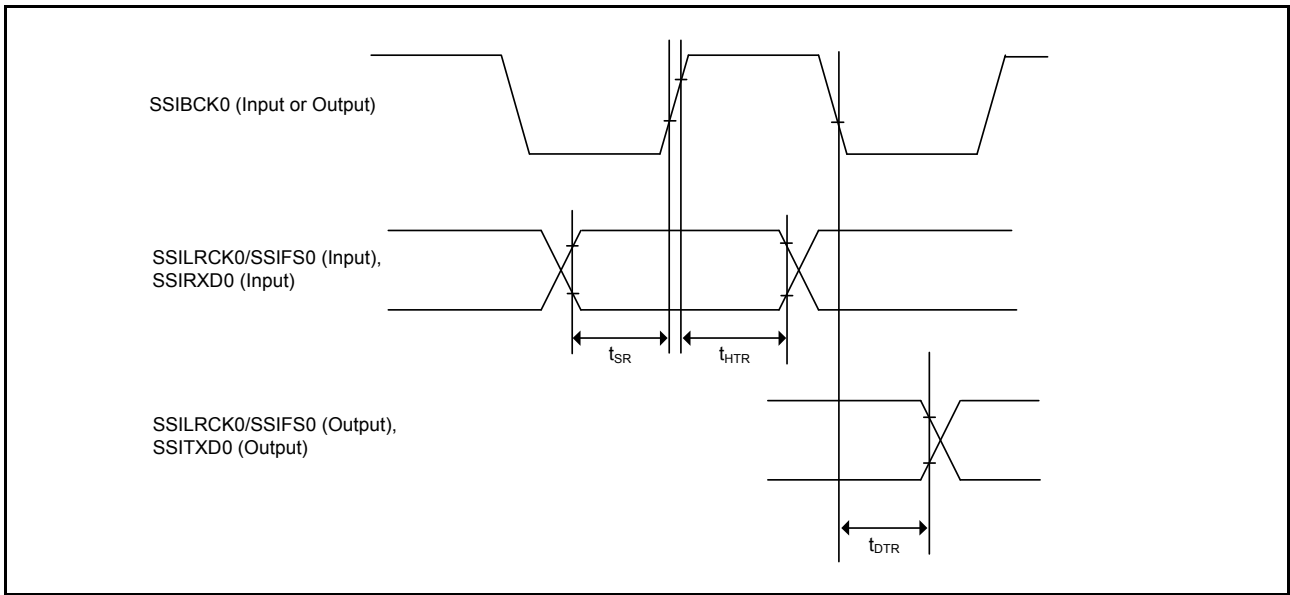 SSIBCK0 (Input or Output)
SSILRCK0/SSIFS0 (Input),
SSIRXD0 (Input)
tSR
tHTR
SSILRCK0/SSIFS0 (Output),
SSITXD0 (Output)
tDTR